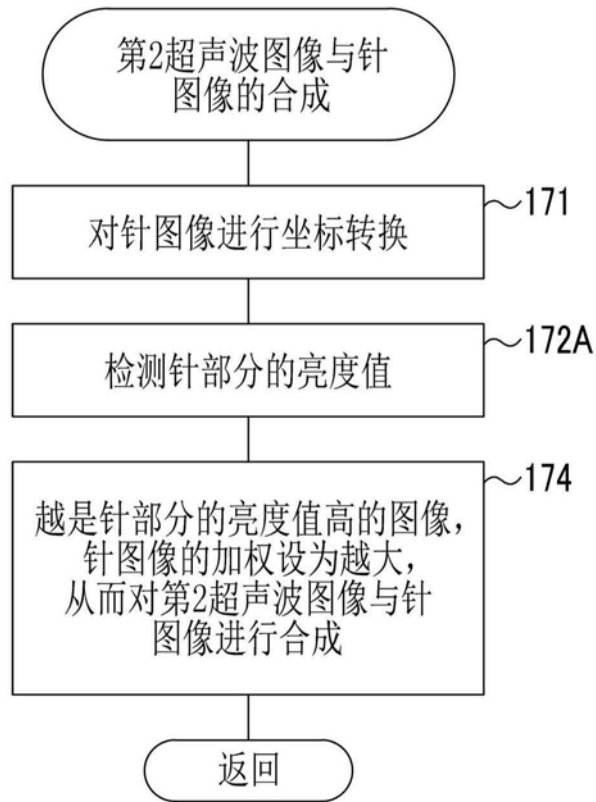 第2超声波图像与针
图像的合成
171
对针图像进行坐标转换
172A
检测针部分的亮度值
174
越是针部分的亮度值高的图像，
针图像的加权设为越大，
从而对第2超声波图像与针
图像进行合成
返回